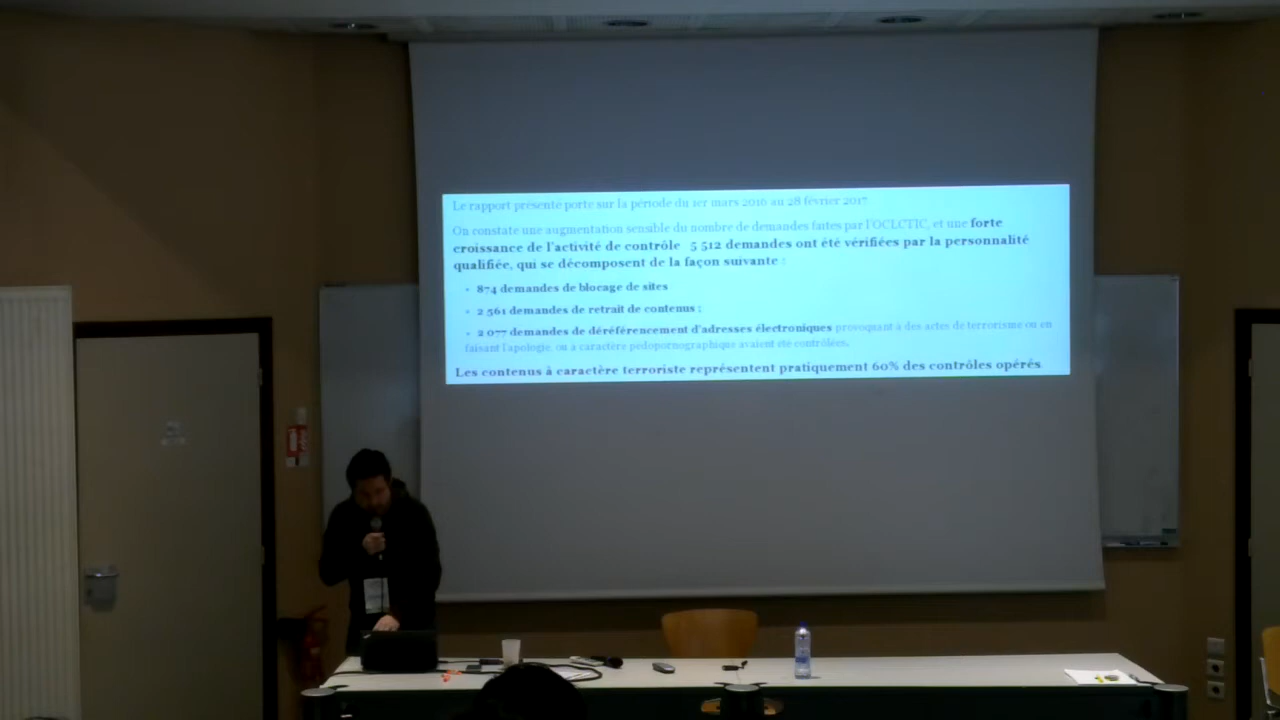 Le rapport présenté porte sur la période du 1er mars 2016 au 28 février 2017
On constate une augmentation sensible du nombre de demandes faites par l'OCLCTIC, et une forte
croissance de l'activité de contrôle 5 512 demandes ont été vérifiées par la personnalité
qualifiée, qui se décomposent de la façon suivante :
• 874 demandes de blocage de sites
• 2 561 demandes de retrait de contenus ;
• 2 077 demandes de déréférencement d'adresses électroniques provoquant à des actes de terrorisme ou en
faisant l'apologie, ou à caractère pédopornographique avaient été contrôlées.
Les contenus à caractère terroriste représentent pratiquement 60% des contrôles opérés